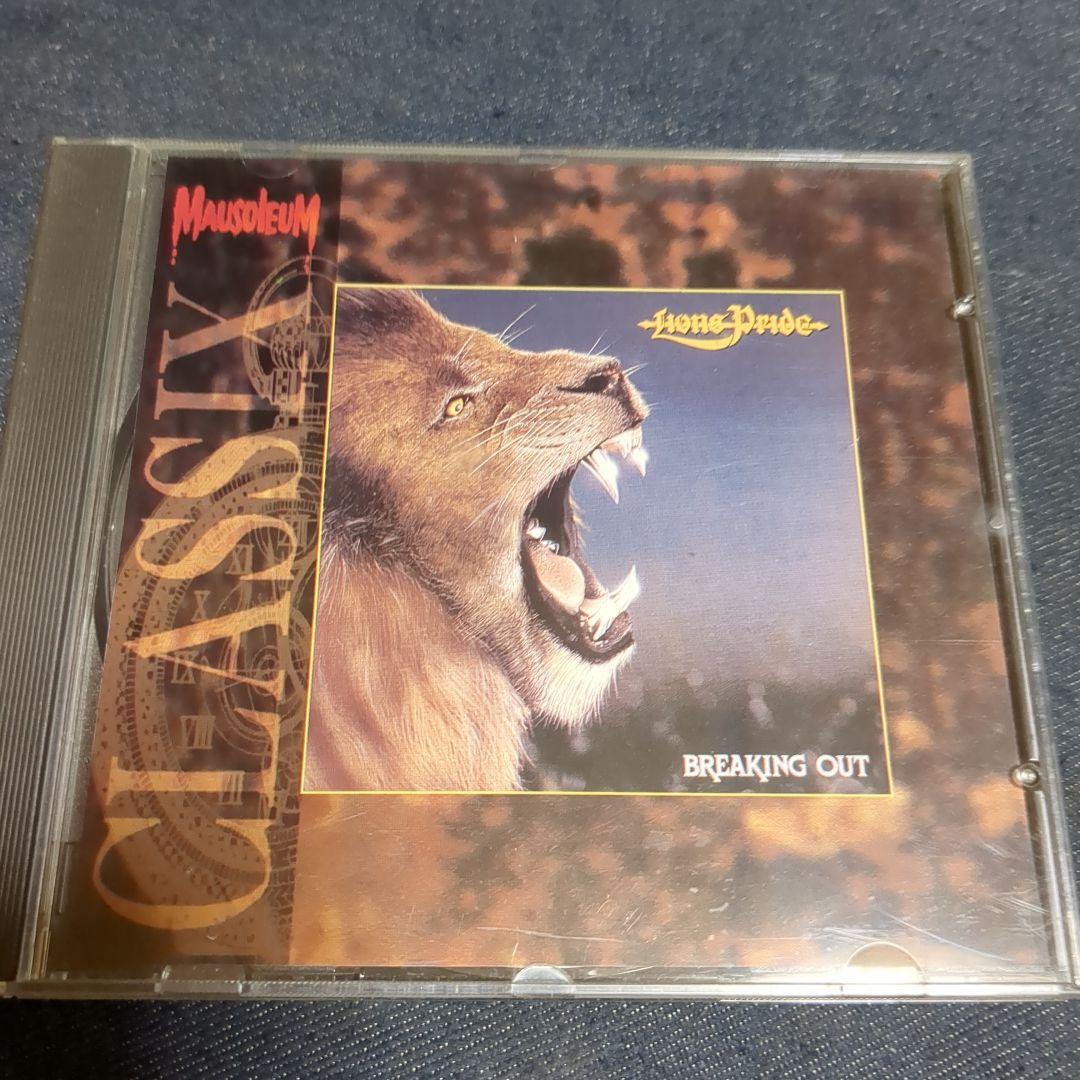 MAUSOLEUM
CLASSIX
Lions Pride
BREAKING OUT